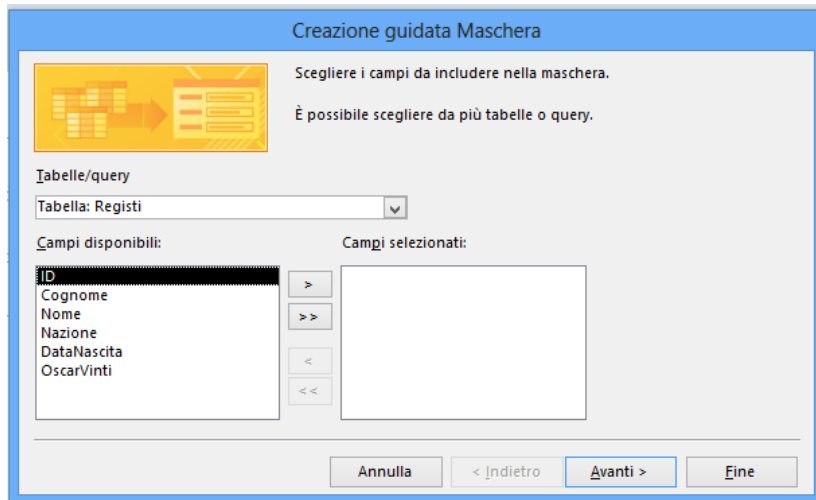 Creazione guidata Maschera
Scegliere i campi da includere nella maschera.
È possibile scegliere da più tabelle o query.
Tabelle/query
Tabella: Registi
Campi disponibili:
Campi selezionati:
ID
Cognome
Nome
Nazione
DataNascita
OscarVinti
>
>>
<
<<
Annulla
< Indietro
Avanti >
Fine